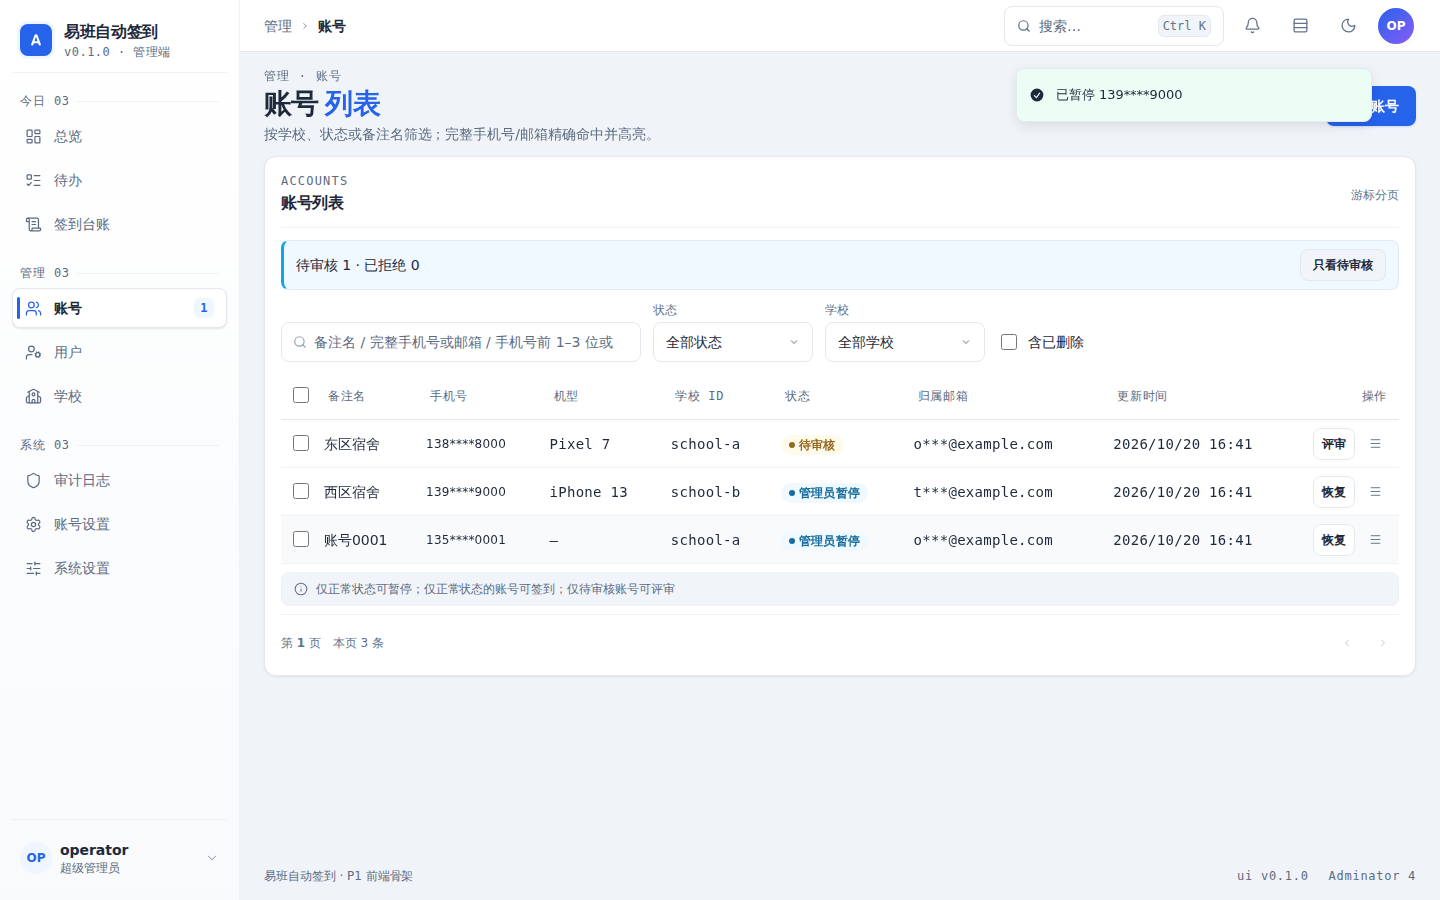 易班自动签到
v0.1.0 · 管理端
今日 03
总览
待办
签到台账
管理 03
账号 1
用户
学校
系统 03
审计日志
账号设置
系统设置
OP operator
超级管理员
管理 › 账号
搜索… Ctrl K
OP
管理 · 账号
账号 列表
按学校、状态或备注名筛选；完整手机号/邮箱精确命中并高亮。
已暂停 139****9000
账号
ACCOUNTS
账号列表
游标分页
待审核 1 · 已拒绝 0
只看待审核
状态 学校
备注名 / 完整手机号或邮箱 / 手机号前 1–3 位或 全部状态 全部学校 含已删除
备注名 手机号 机型 学校 ID 状态 归属邮箱 更新时间 操作
东区宿舍 138****8000 Pixel 7 school-a 待审核 o***@example.com 2026/10/20 16:41 评审
西区宿舍 139****9000 iPhone 13 school-b 管理员暂停 t***@example.com 2026/10/20 16:41 恢复
账号0001 135****0001 — school-a 管理员暂停 o***@example.com 2026/10/20 16:41 恢复
仅正常状态可暂停；仅正常状态的账号可签到；仅待审核账号可评审
第 1 页 本页 3 条
易班自动签到 · P1 前端骨架
ui v0.1.0 Adminator 4